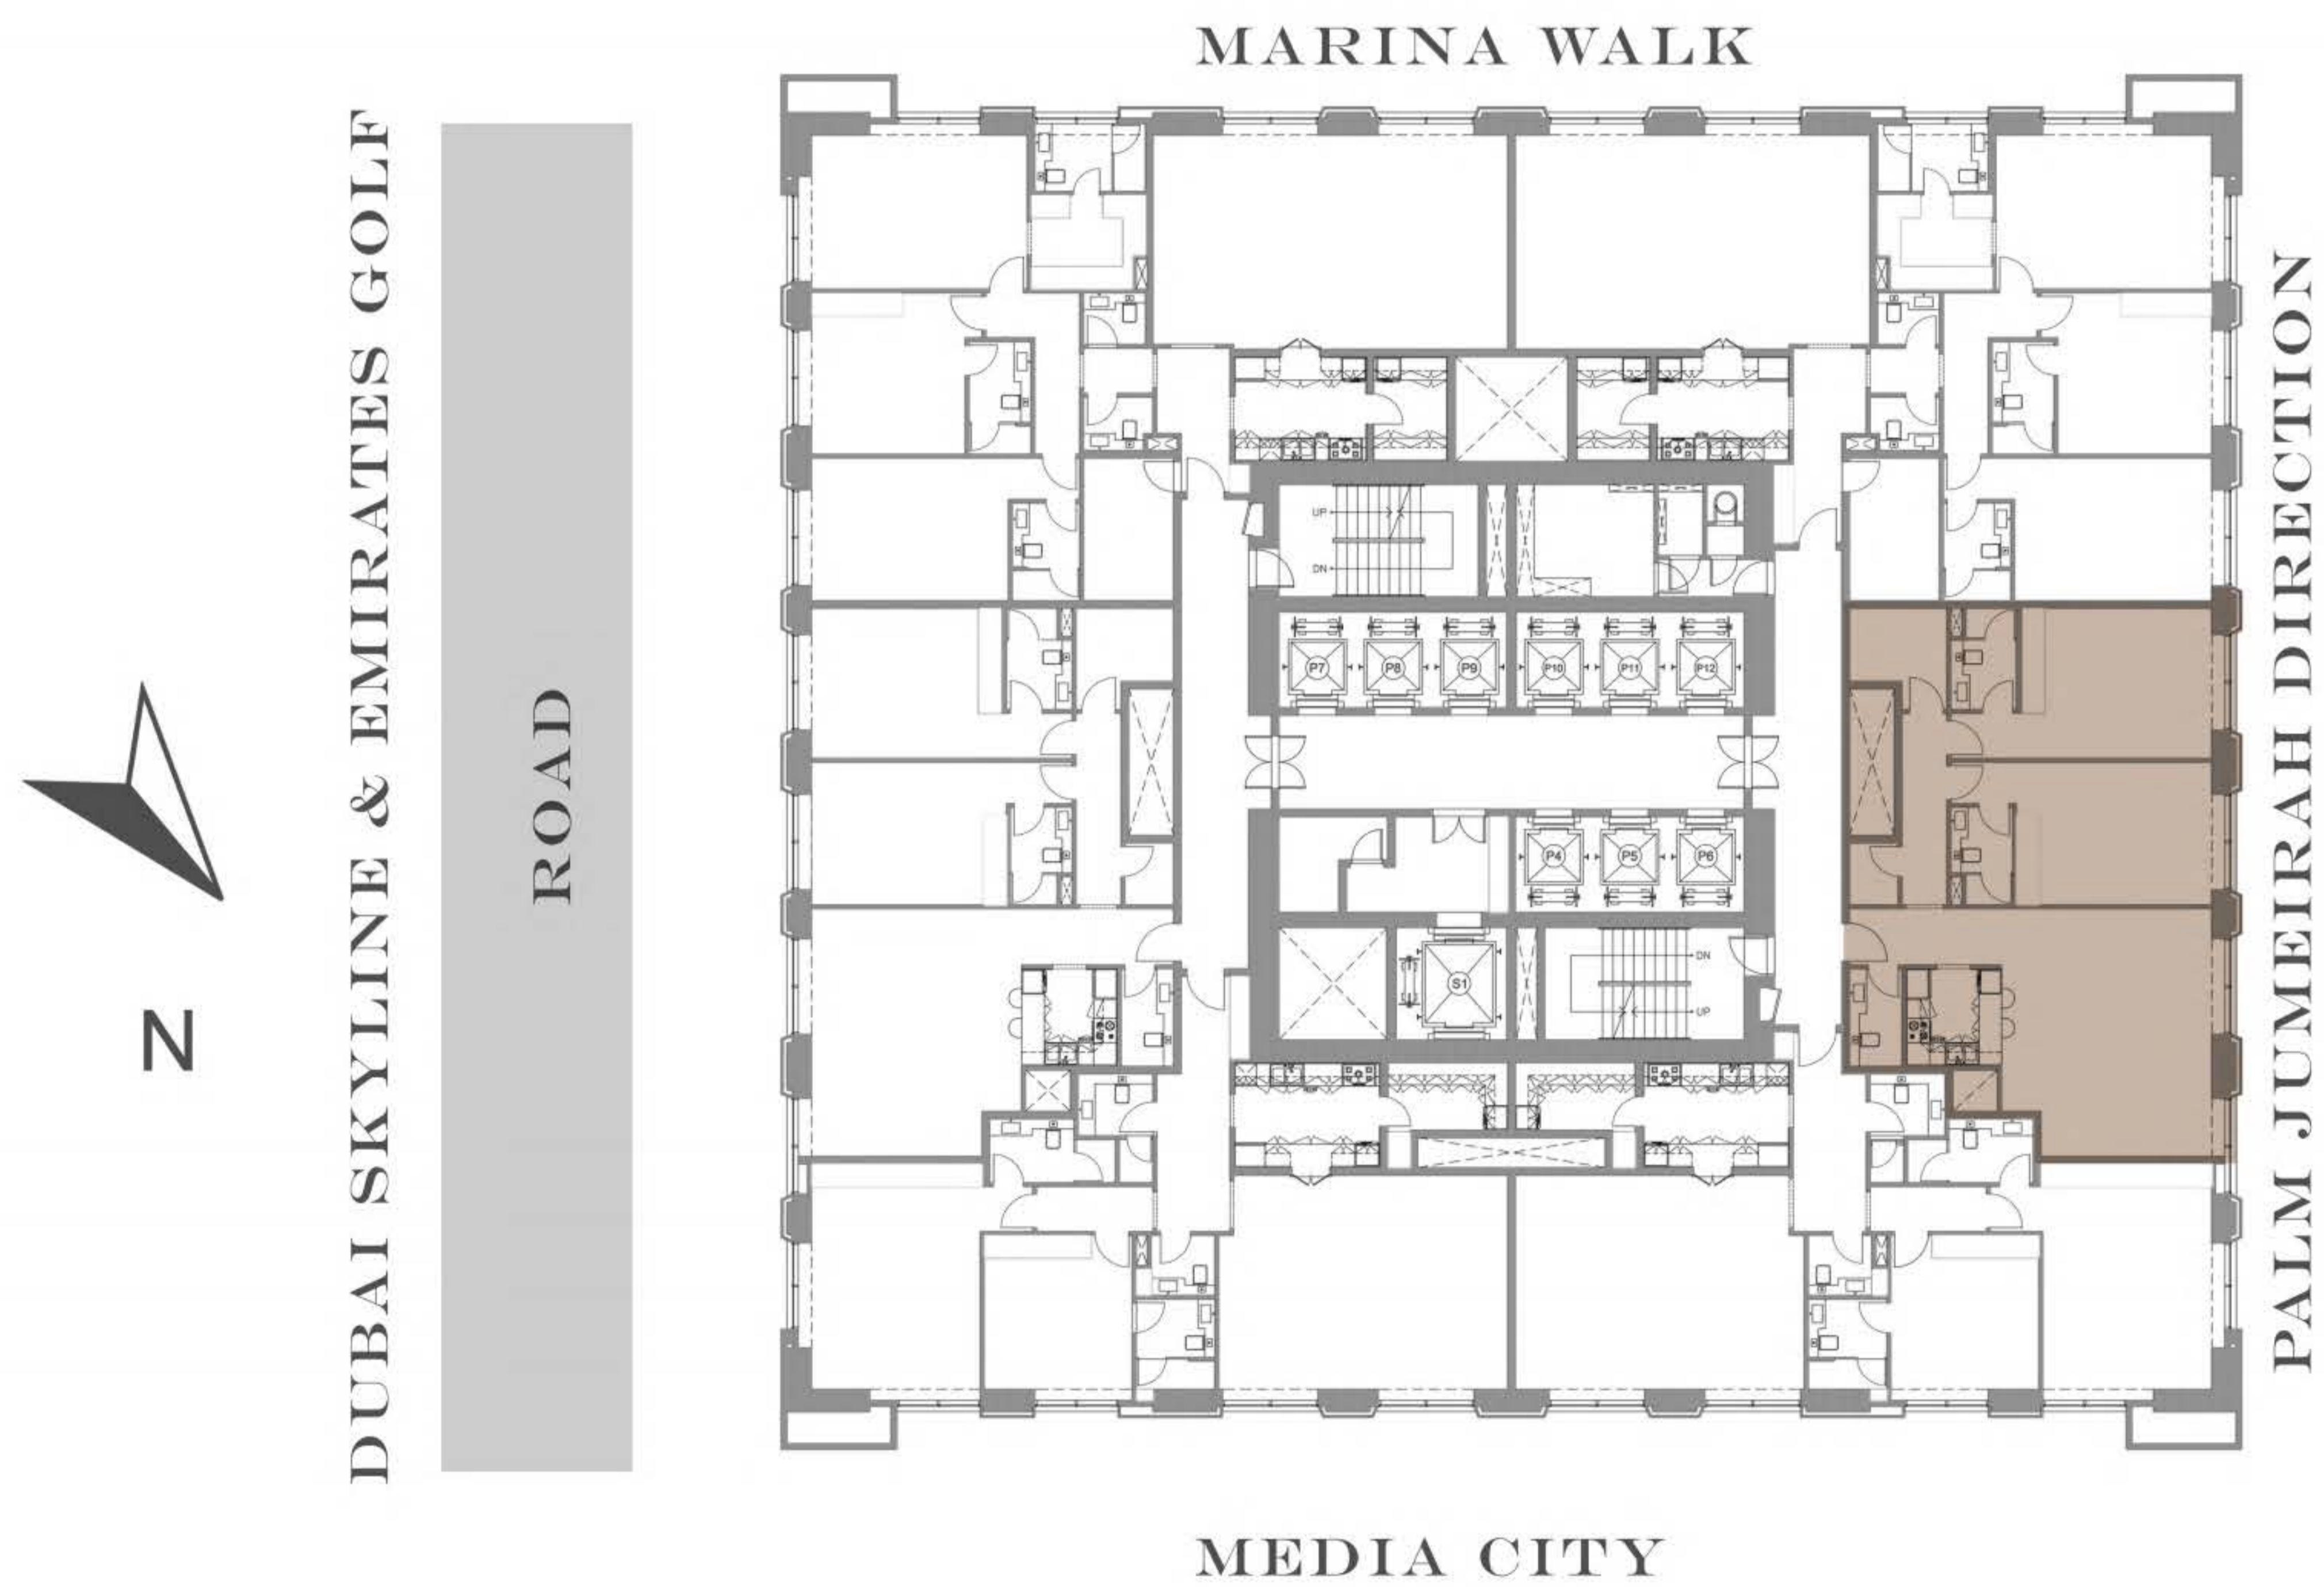 MARINA WALK
DUBAI SKYLINE & EMIRATES GOLF
ROAD
N
UP
DN
P7
P8
P9
P10
P11
P12
P4
P5
P6
S1
DN
UP
PALM JUMEIRAH DIRECTION
MEDIA CITY